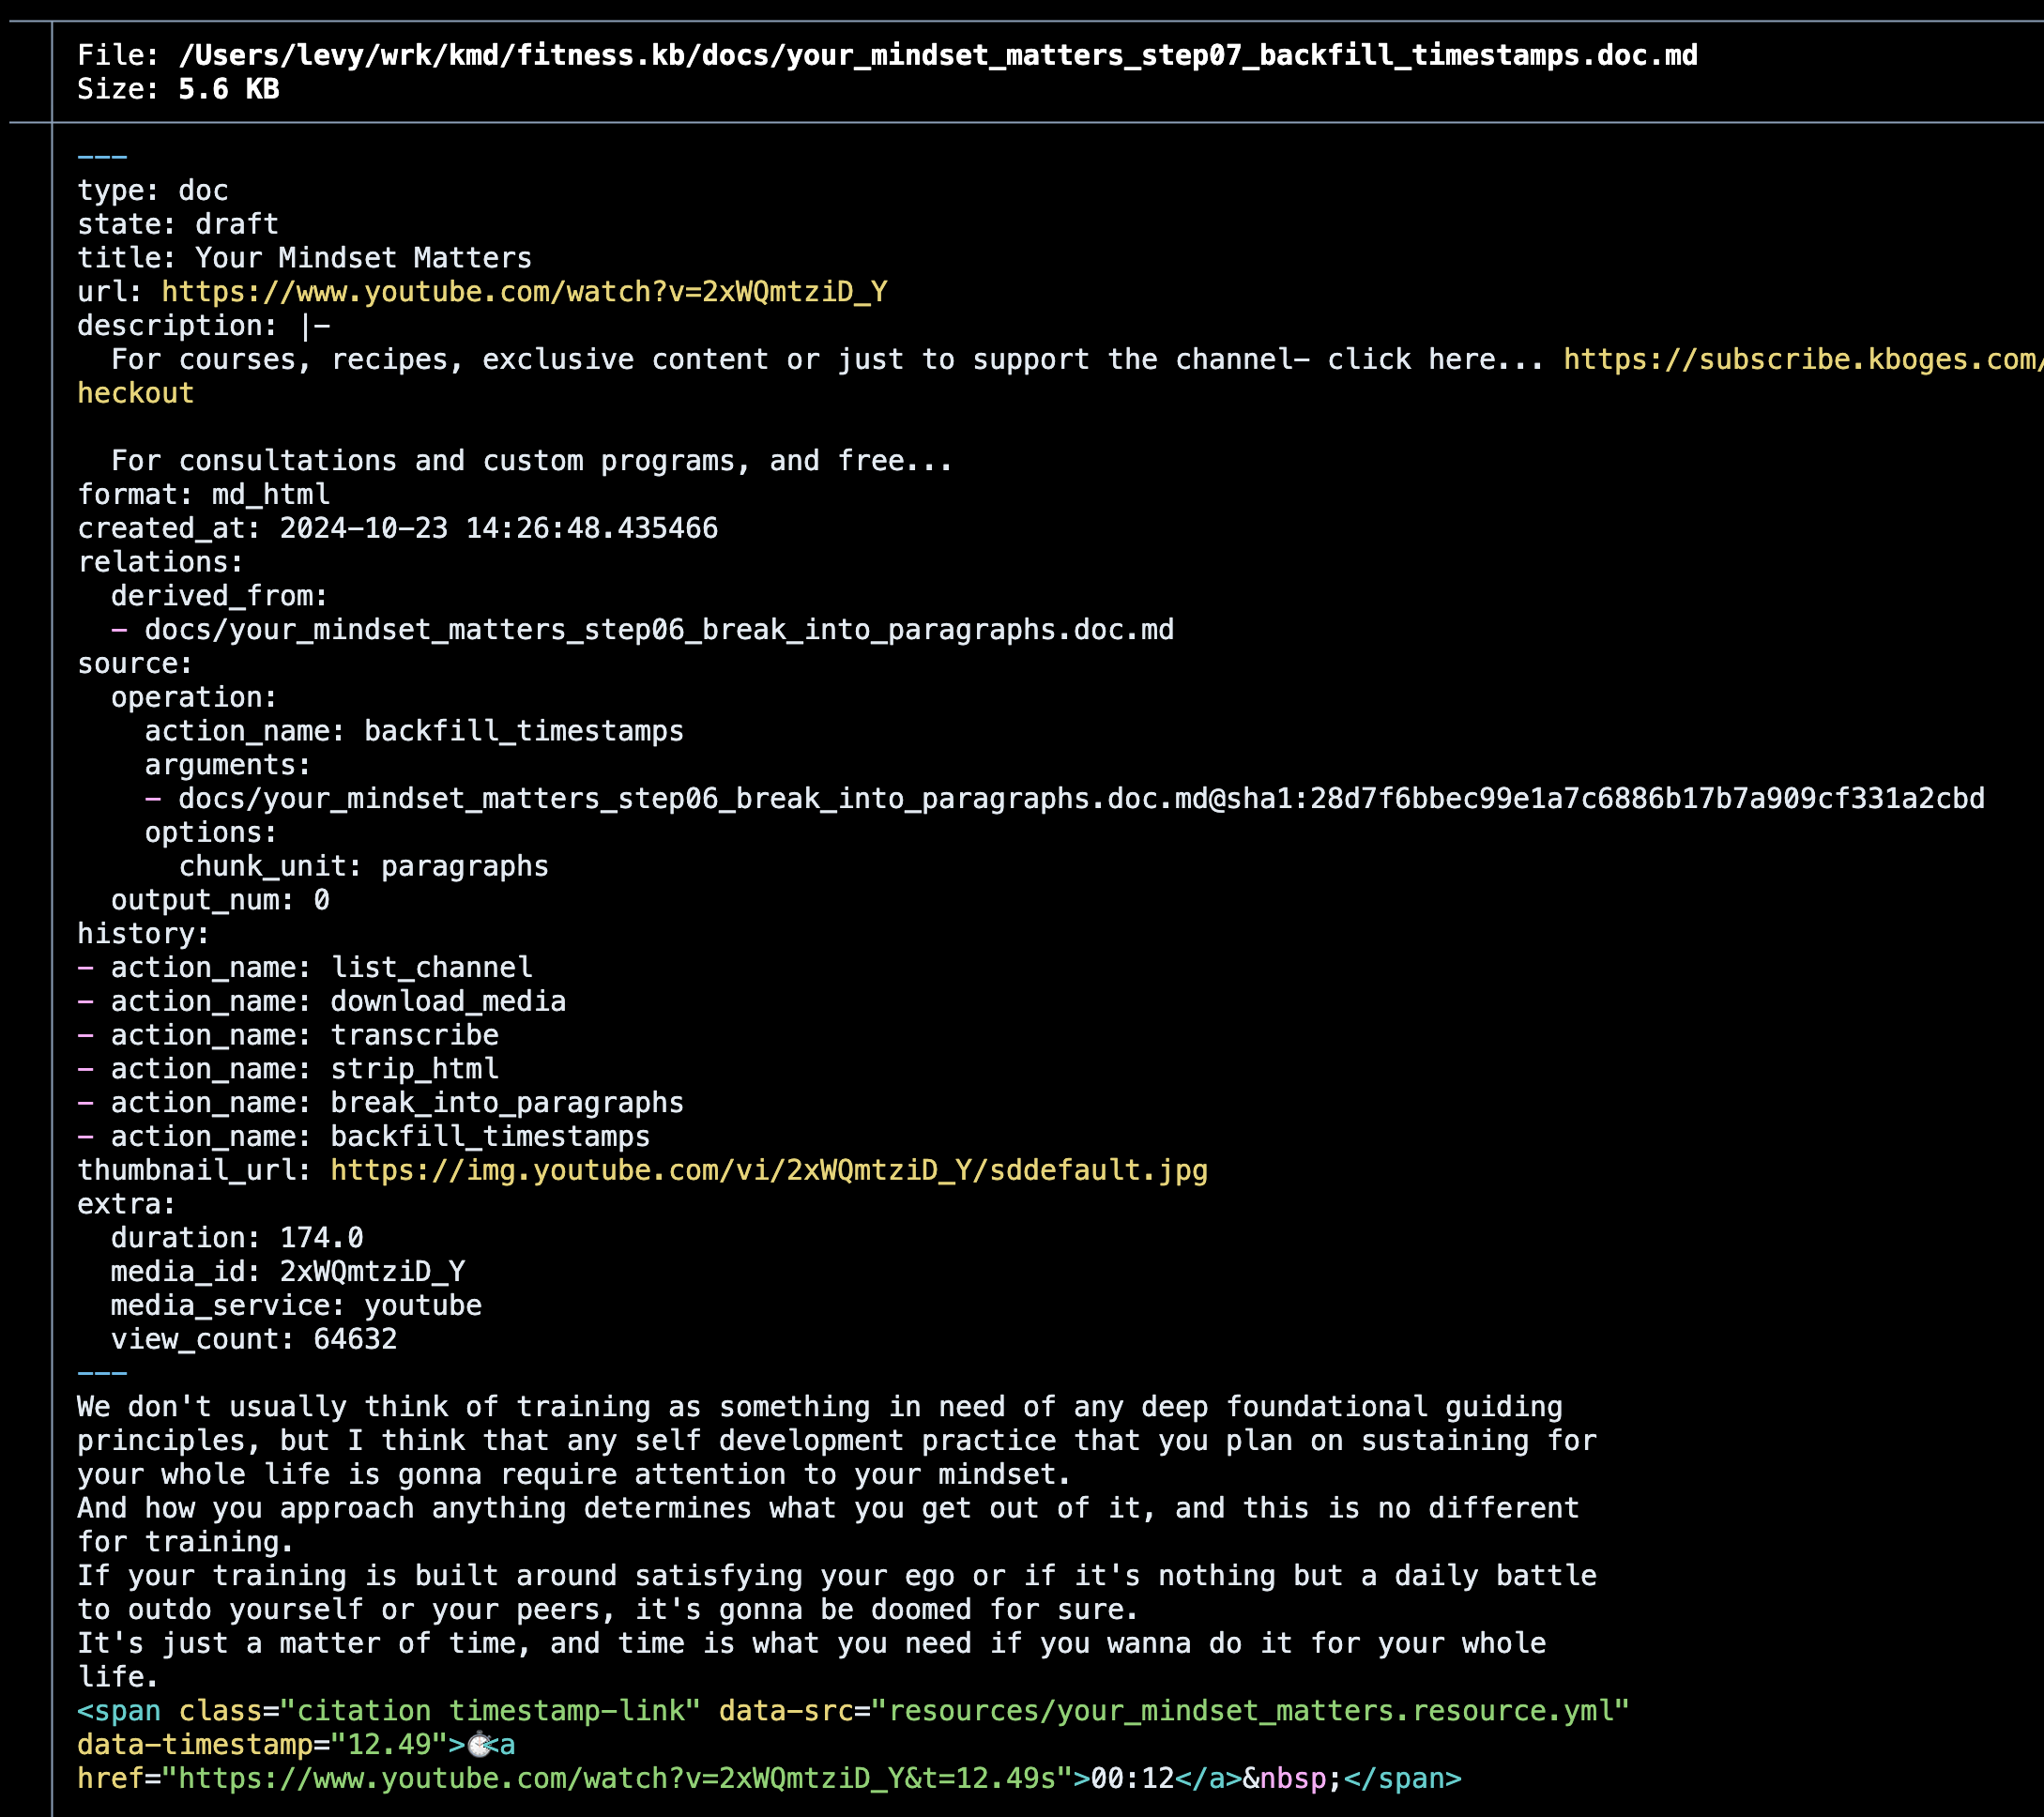 File: /Users/levy/wrk/kmd/fitness.kb/docs/your_mindset_matters_step07_backfill_timestamps.doc.md
Size: 5.6 KB
---
type: doc
state: draft
title: Your Mindset Matters
url: https://www.youtube.com/watch?v=2xWQmtziD_Y
description: |-
  For courses, recipes, exclusive content or just to support the channel- click here... https://subscribe.kboges.com/
heckout

  For consultations and custom programs, and free...
format: md_html
created_at: 2024-10-23 14:26:48.435466
relations:
  derived_from:
  - docs/your_mindset_matters_step06_break_into_paragraphs.doc.md
source:
  operation:
    action_name: backfill_timestamps
    arguments:
    - docs/your_mindset_matters_step06_break_into_paragraphs.doc.md@sha1:28d7f6bbec99e1a7c6886b17b7a909cf331a2cbd
    options:
      chunk_unit: paragraphs
  output_num: 0
history:
- action_name: list_channel
- action_name: download_media
- action_name: transcribe
- action_name: strip_html
- action_name: break_into_paragraphs
- action_name: backfill_timestamps
thumbnail_url: https://img.youtube.com/vi/2xWQmtziD_Y/sddefault.jpg
extra:
  duration: 174.0
  media_id: 2xWQmtziD_Y
  media_service: youtube
  view_count: 64632
---
We don't usually think of training as something in need of any deep foundational guiding
principles, but I think that any self development practice that you plan on sustaining for
your whole life is gonna require attention to your mindset.
And how you approach anything determines what you get out of it, and this is no different
for training.
If your training is built around satisfying your ego or if it's nothing but a daily battle
to outdo yourself or your peers, it's gonna be doomed for sure.
It's just a matter of time, and time is what you need if you wanna do it for your whole
life.
<span class="citation timestamp-link" data-src="resources/your_mindset_matters.resource.yml"
data-timestamp="12.49">⏱️<a
href="https://www.youtube.com/watch?v=2xWQmtziD_Y&t=12.49s">00:12</a>&nbsp;</span>